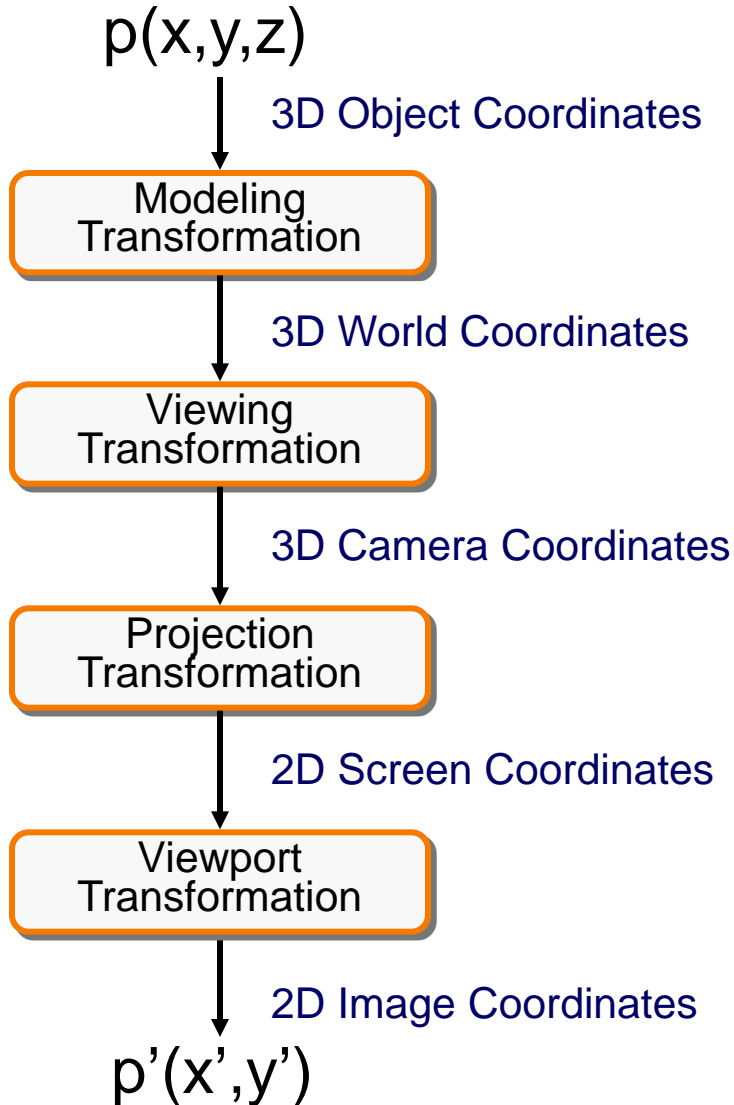 p(x,y,z)
3D Object Coordinates
Modeling
Transformation
3D World Coordinates
Viewing
Transformation
3D Camera Coordinates
Projection
Transformation
2D Screen Coordinates
Viewport
Transformation
2D Image Coordinates
p’(x’,y’)